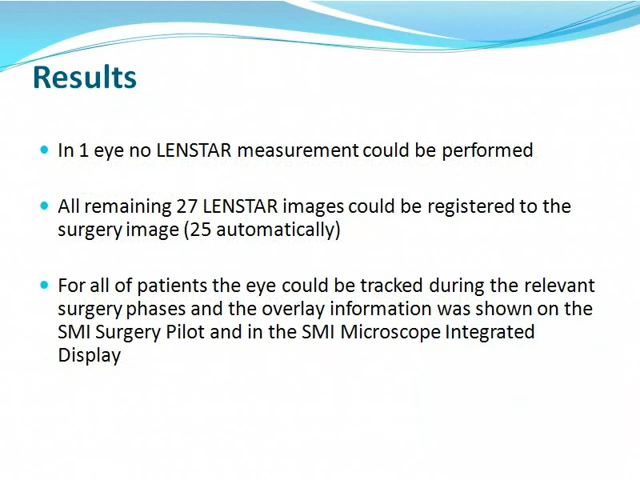 Results
In 1 eye no LENSTAR measurement could be performed
All remaining 27 LENSTAR images could be registered to the
surgery image (25 automatically)
For all of patients the eye could be tracked during the relevant
surgery phases and the overlay information was shown on the
SMI Surgery Pilot and in the SMI Microscope Integrated
Display